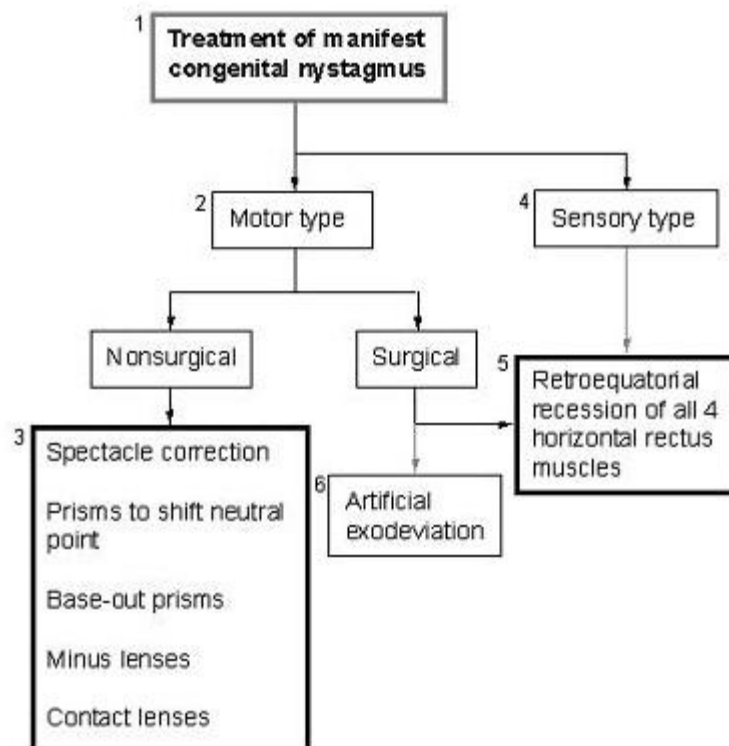 1
Treatment of manifest
congenital nystagmus
2
Motor type
4
Sensory type
Nonsurgical
Surgical
5
Retroequatorial
recession of all 4
horizontal rectus
muscles
3
Spectacle correction
Prisms to shift neutral
point
Base-out prisms
Minus lenses
Contact lenses
6
Artificial
exodeviation